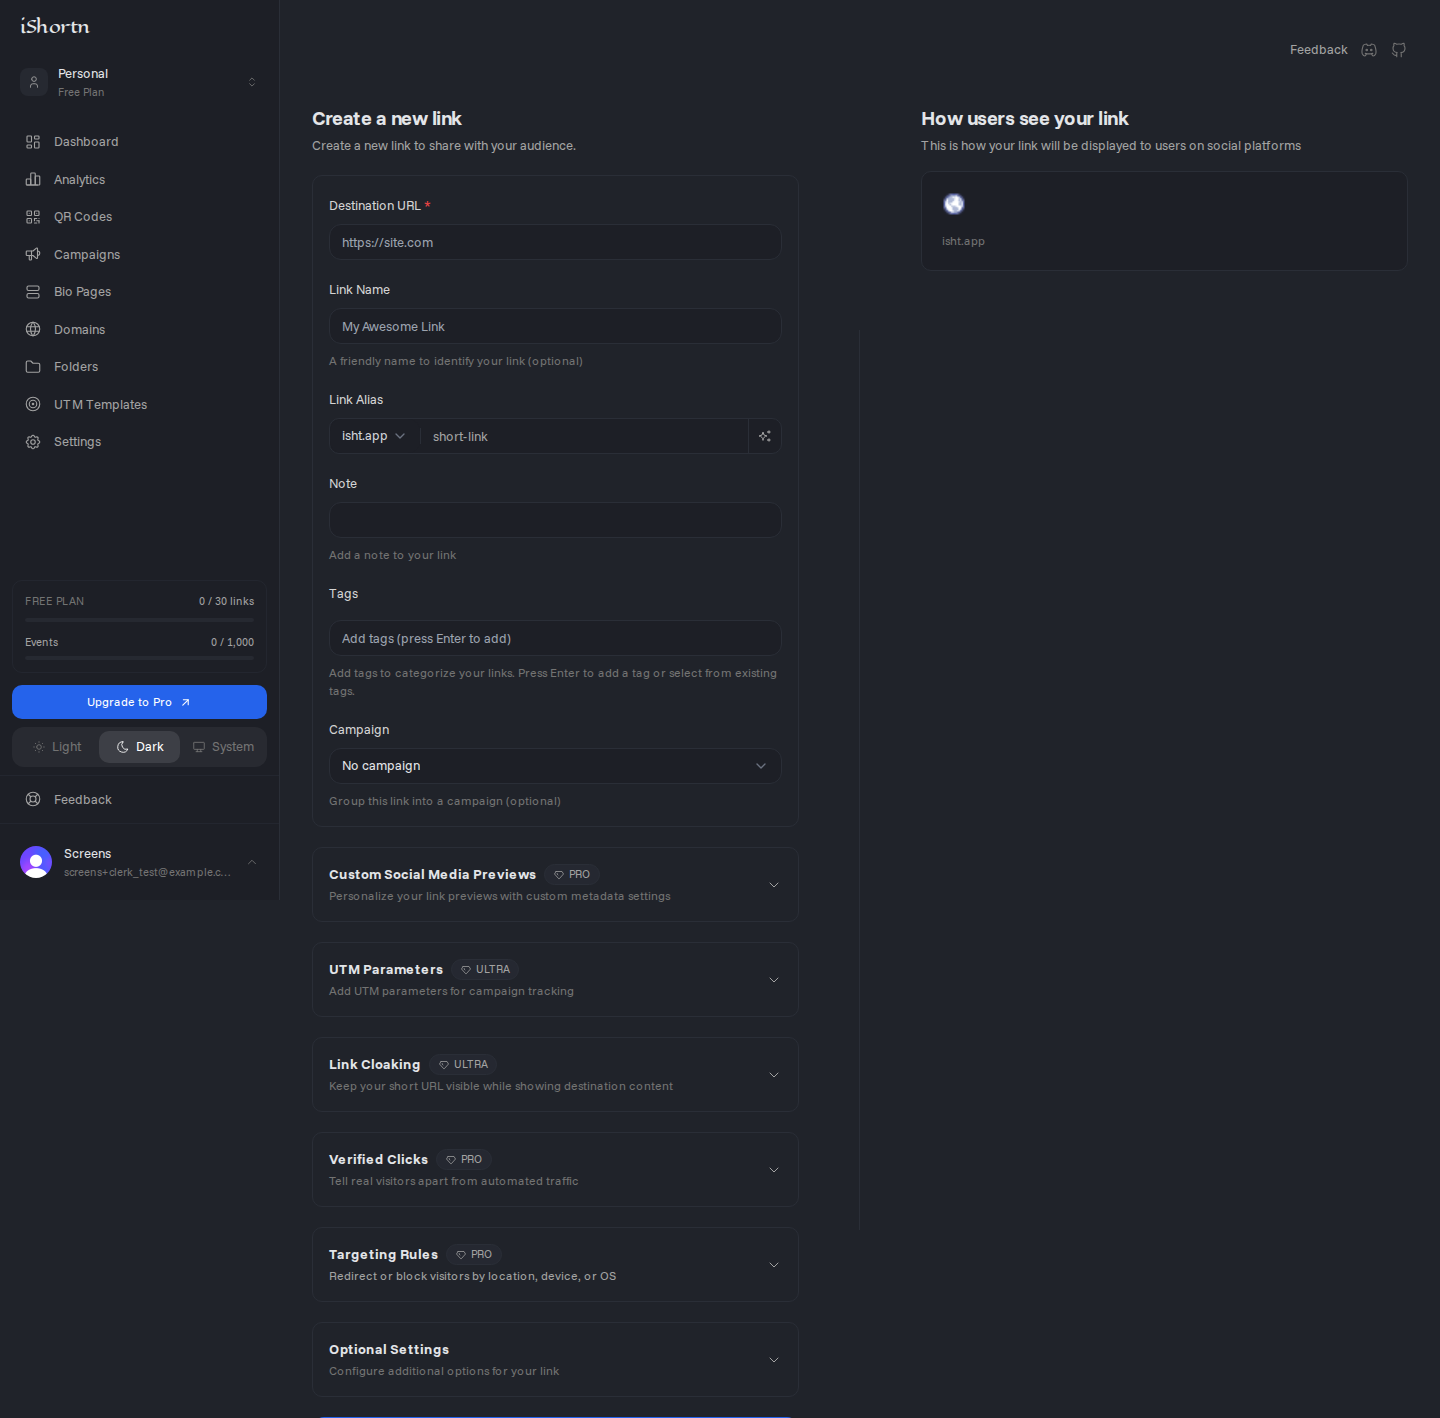 iShortn
Personal
Free Plan
Dashboard
Analytics
QR Codes
Campaigns
Bio Pages
Domains
Folders
UTM Templates
Settings
FREE PLAN 0 / 30 links
Events 0 / 1,000
Upgrade to Pro
Light Dark System
Feedback
Screens
screens+clerk_test@example.c...
Feedback
Create a new link
Create a new link to share with your audience.
Destination URL *
https://site.com
Link Name
My Awesome Link
A friendly name to identify your link (optional)
Link Alias
isht.app short-link
Note
Add a note to your link
Tags
Add tags (press Enter to add)
Add tags to categorize your links. Press Enter to add a tag or select from existing
tags.
Campaign
No campaign
Group this link into a campaign (optional)
Custom Social Media Previews PRO
Personalize your link previews with custom metadata settings
UTM Parameters ULTRA
Add UTM parameters for campaign tracking
Link Cloaking ULTRA
Keep your short URL visible while showing destination content
Verified Clicks PRO
Tell real visitors apart from automated traffic
Targeting Rules PRO
Redirect or block visitors by location, device, or OS
Optional Settings
Configure additional options for your link
How users see your link
This is how your link will be displayed to users on social platforms
isht.app